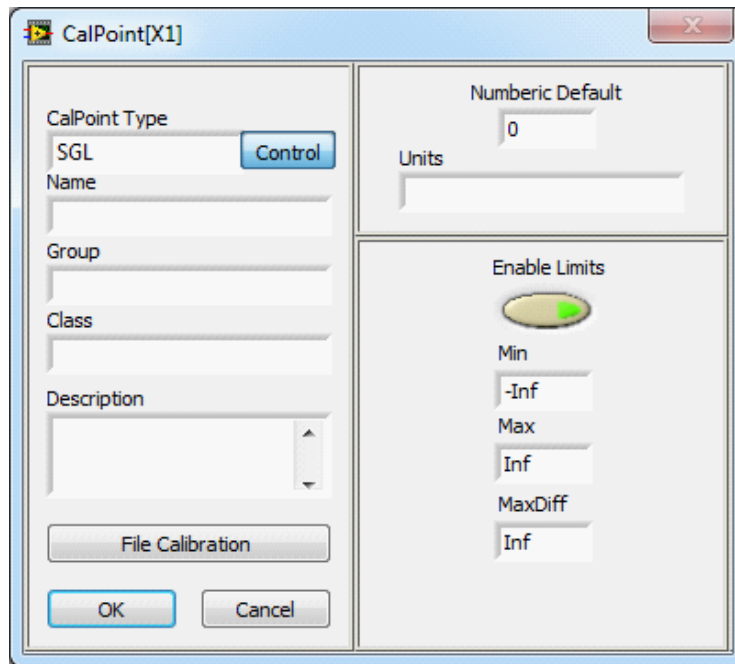 CalPoint[X1]
CalPoint Type
SGL Control
Name
Group
Class
Description
File Calibration
OK Cancel
Numberic Default
0
Units
Enable Limits
Min
-Inf
Max
Inf
MaxDiff
Inf